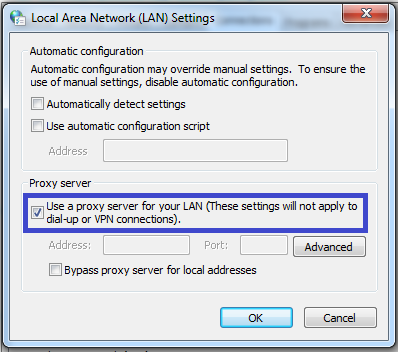 Local Area Network (LAN) Settings
Automatic configuration
Automatic configuration may override manual settings. To ensure the
use of manual settings, disable automatic configuration.
Automatically detect settings
Use automatic configuration script
Address
Proxy server
Use a proxy server for your LAN (These settings will not apply to
dial-up or VPN connections).
Address:
Port:
Advanced
Bypass proxy server for local addresses
OK
Cancel